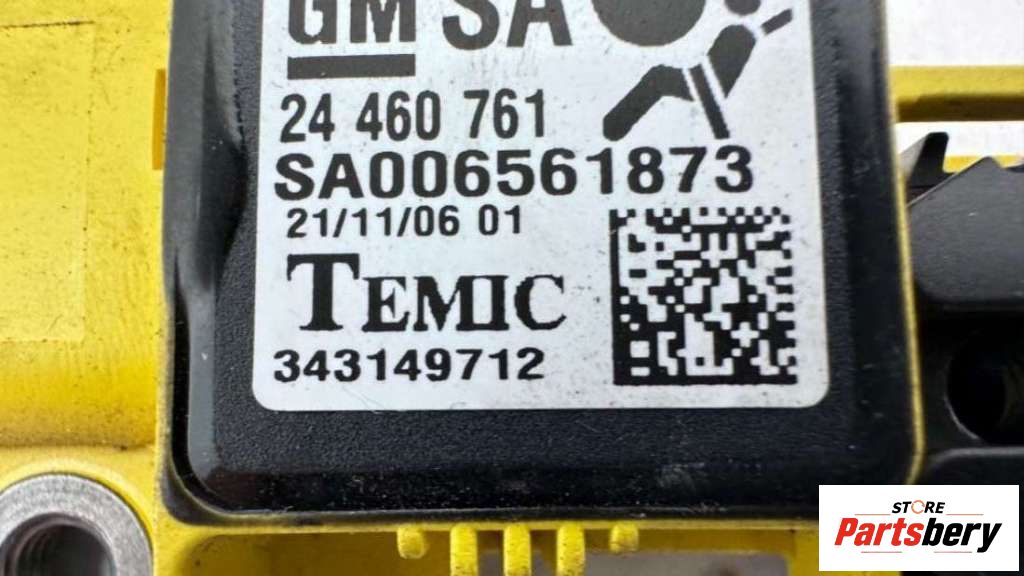 GM SA
24 460 761
SA006561873
21/11/06 01
TEMIC
343149712
STORE
Partsbery